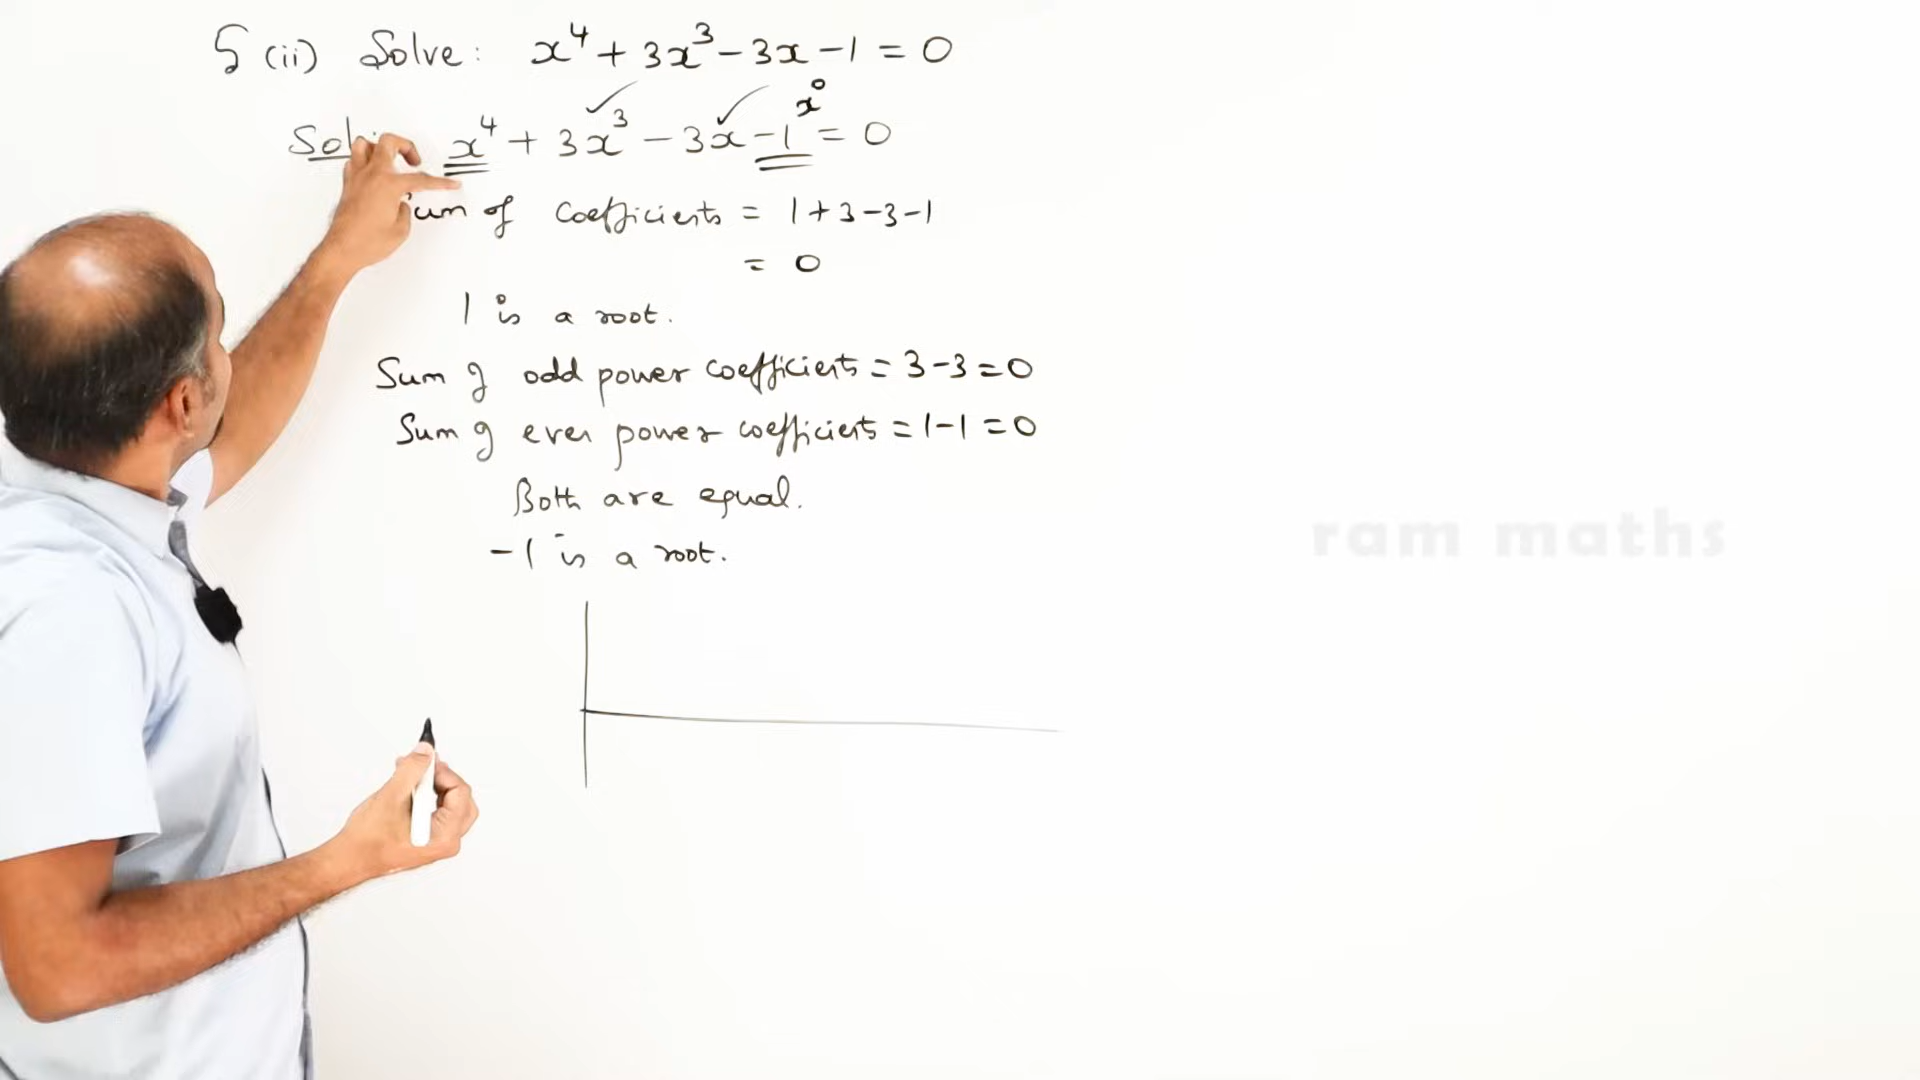 5 (ii) Solve: x⁴ + 3x³ - 3x - 1 = 0
x⁴ + 3x³ - 3x - 1 x⁰ = 0
Sum of coefficients = 1 + 3 - 3 - 1
= 0
1 is a root.
Sum of odd power coefficients = 3 - 3 = 0
Sum of even power coefficients = 1 - 1 = 0
Both are equal.
-1 is a root.
ram maths